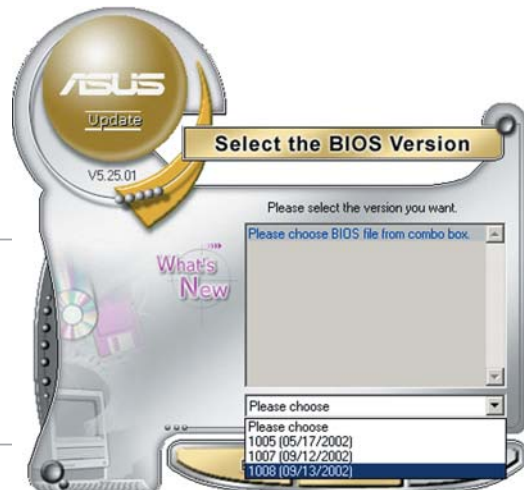 ASUS
Update
V5.25.01
Select the BIOS Version
Please select the version you want.
Please choose BIOS file from combo box.
What's
New
Please choose
Please choose
1005 (05/17/2002)
1007 (09/12/2002)
1008 (09/13/2002)